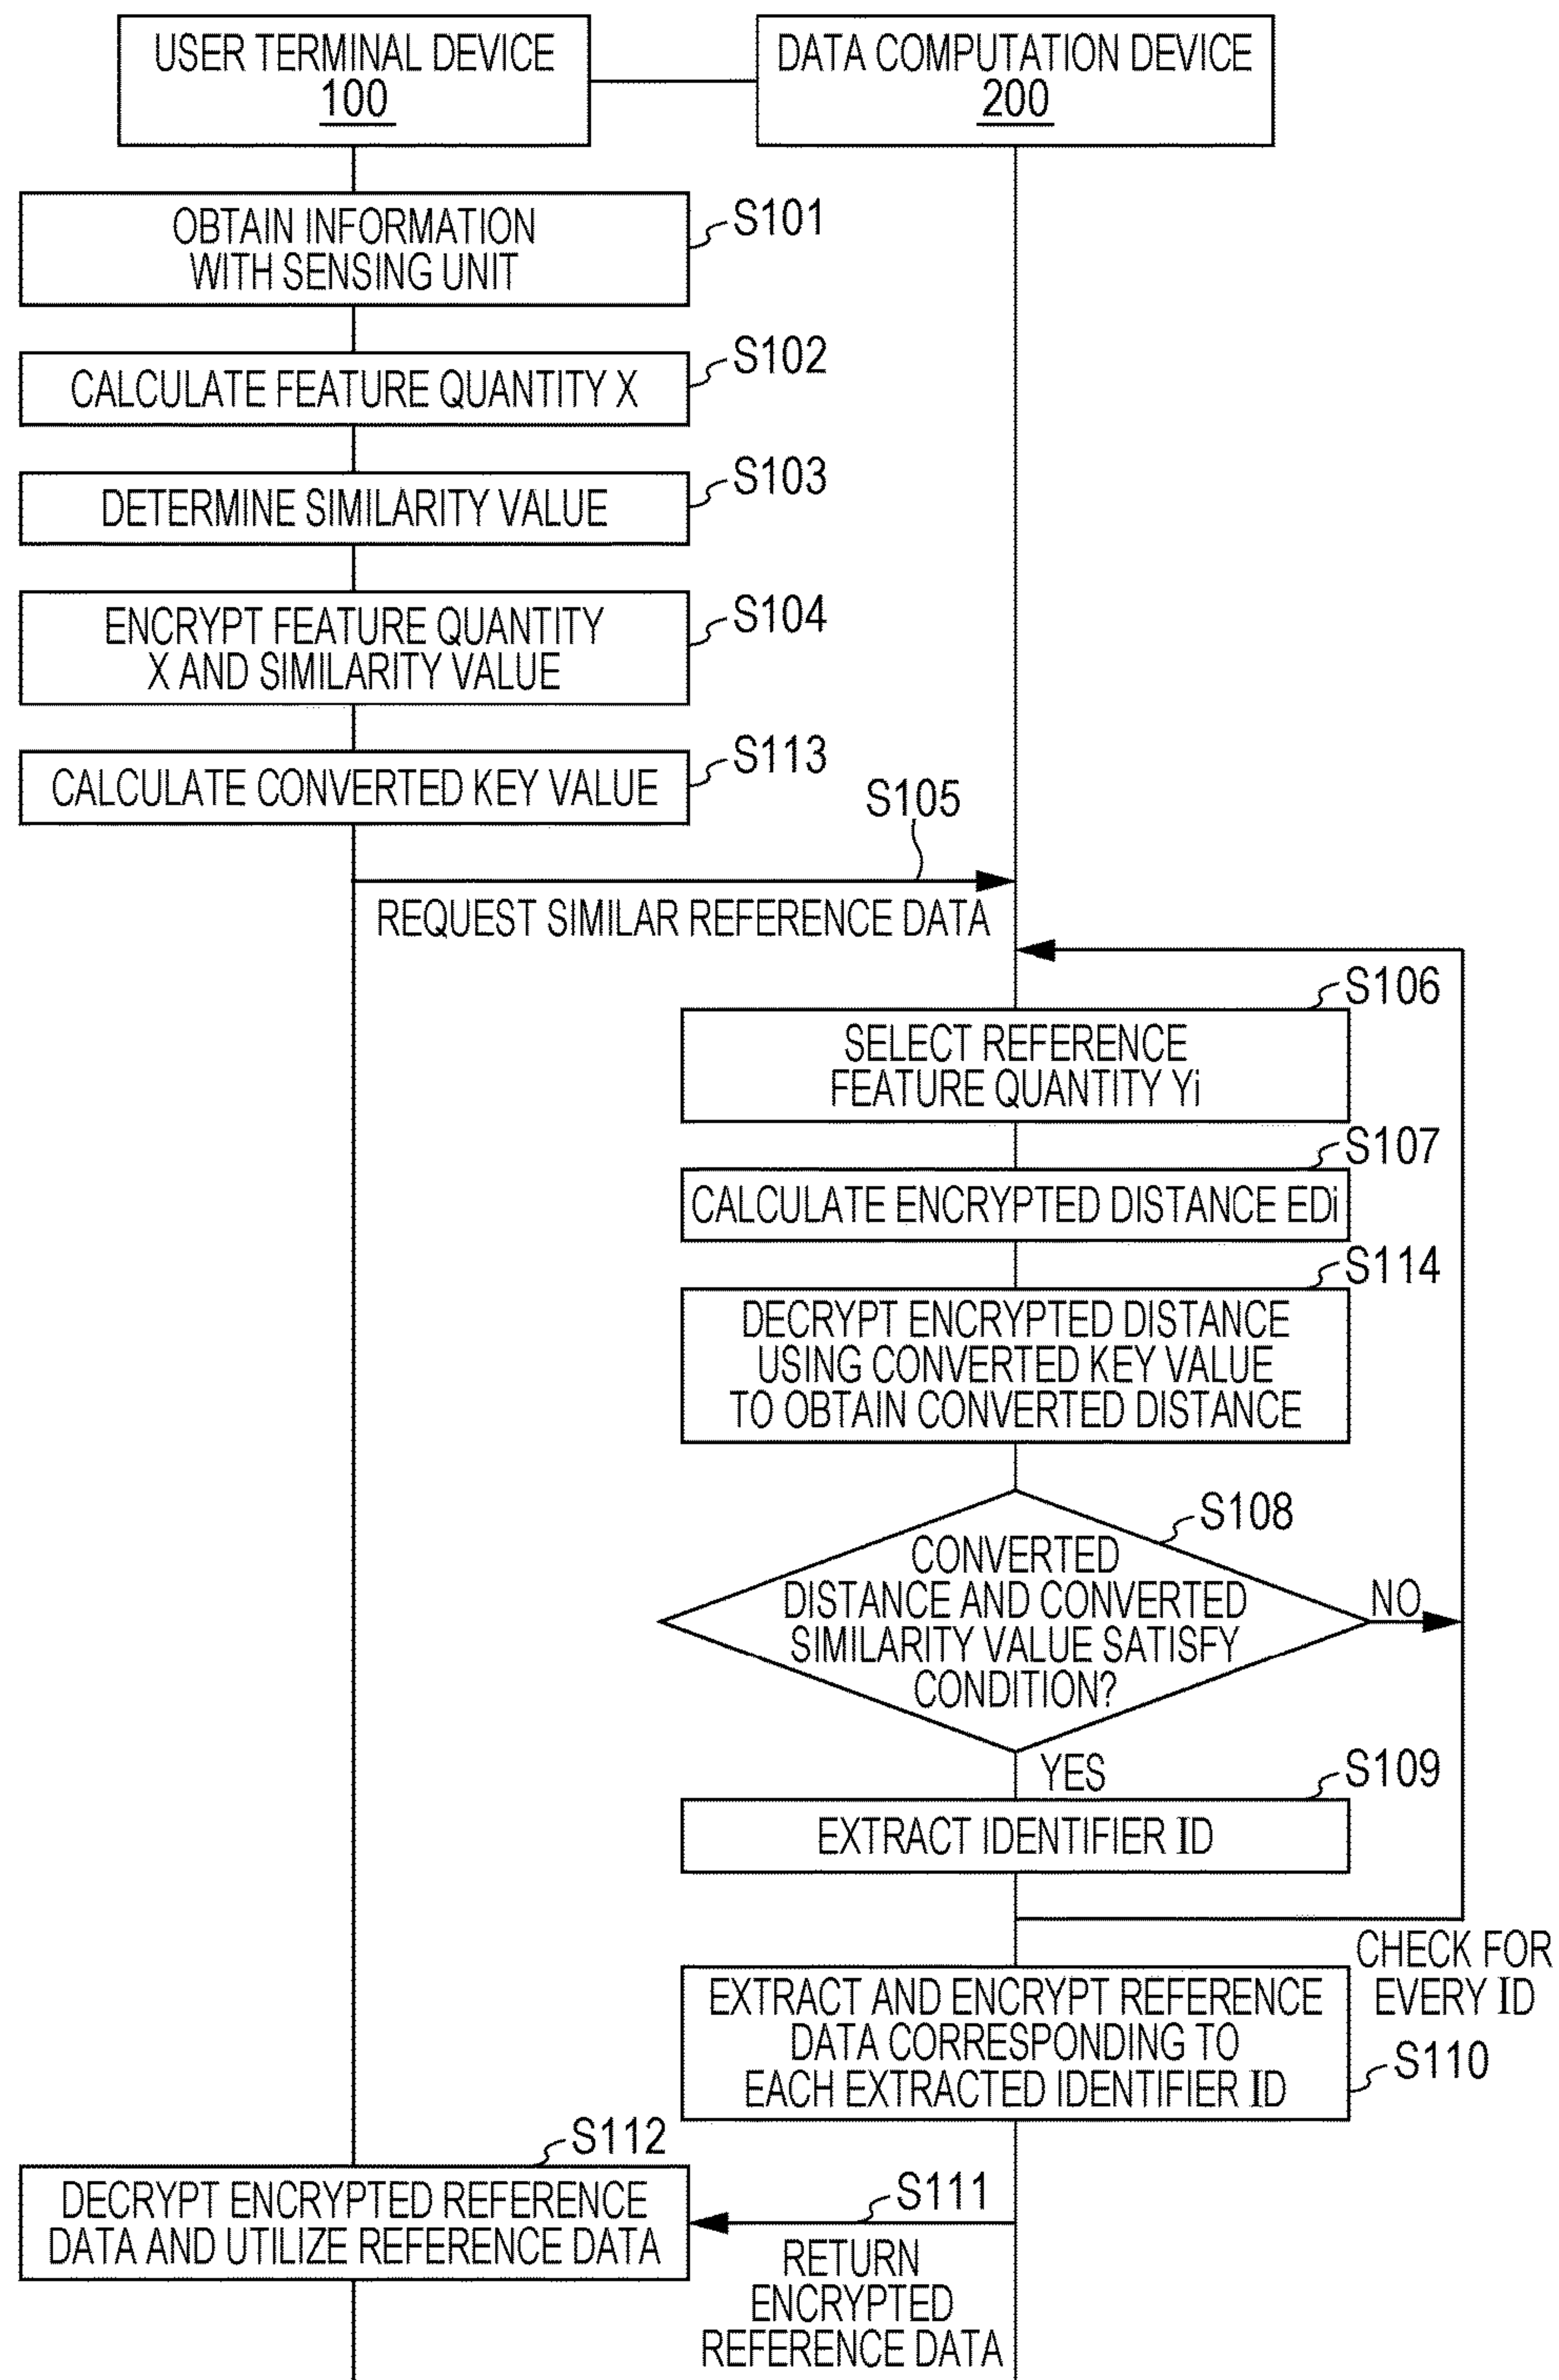 USER TERMINAL DEVICE
100
DATA COMPUTATION DEVICE
200
OBTAIN INFORMATION
WITH SENSING UNIT
S101
CALCULATE FEATURE QUANTITY X
S102
DETERMINE SIMILARITY VALUE
S103
ENCRYPT FEATURE QUANTITY
X AND SIMILARITY VALUE
S104
CALCULATE CONVERTED KEY VALUE
S113
S105
REQUEST SIMILAR REFERENCE DATA
S106
SELECT REFERENCE
FEATURE QUANTITY Yi
S107
CALCULATE ENCRYPTED DISTANCE EDi
S114
DECRYPT ENCRYPTED DISTANCE
USING CONVERTED KEY VALUE
TO OBTAIN CONVERTED DISTANCE
S108
CONVERTED
DISTANCE AND CONVERTED
SIMILARITY VALUE SATISFY
CONDITION?
NO
YES
S109
EXTRACT IDENTIFIER ID
CHECK FOR
EVERY ID
EXTRACT AND ENCRYPT REFERENCE
DATA CORRESPONDING TO
EACH EXTRACTED IDENTIFIER ID
S110
S112
DECRYPT ENCRYPTED REFERENCE
DATA AND UTILIZE REFERENCE DATA
S111
RETURN
ENCRYPTED
REFERENCE DATA